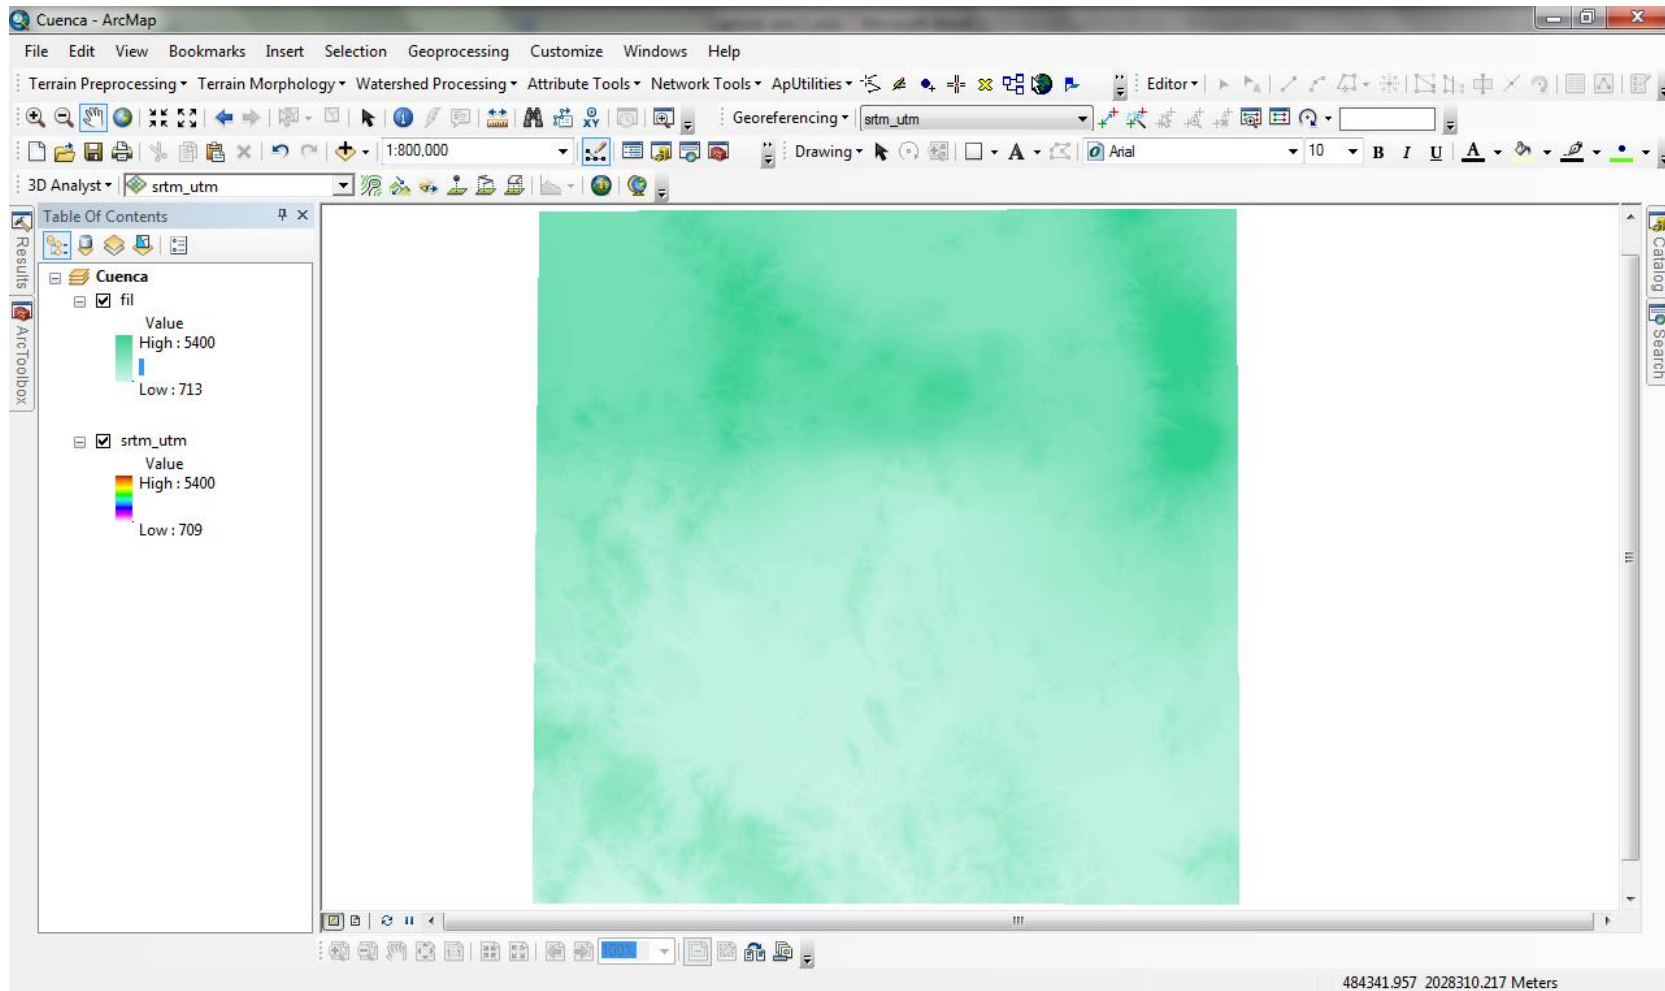 Cuenca - ArcMap
File Edit View Bookmarks Insert Selection Geoprocessing Customize Windows Help
Terrain Preprocessing Terrain Morphology Watershed Processing Attribute Tools Network Tools ApUtilities Editor
Georeferencing srtm_utm
1:800,000 Drawing A Arial 10 B I U A
3D Analyst srtm_utm
Table Of Contents
Results
ArcToolbox
Cuenca
fil
Value
High : 5400
Low : 713
srtm_utm
Value
High : 5400
Low : 709
Catalog
Search
100%
484341.957 2028310.217 Meters